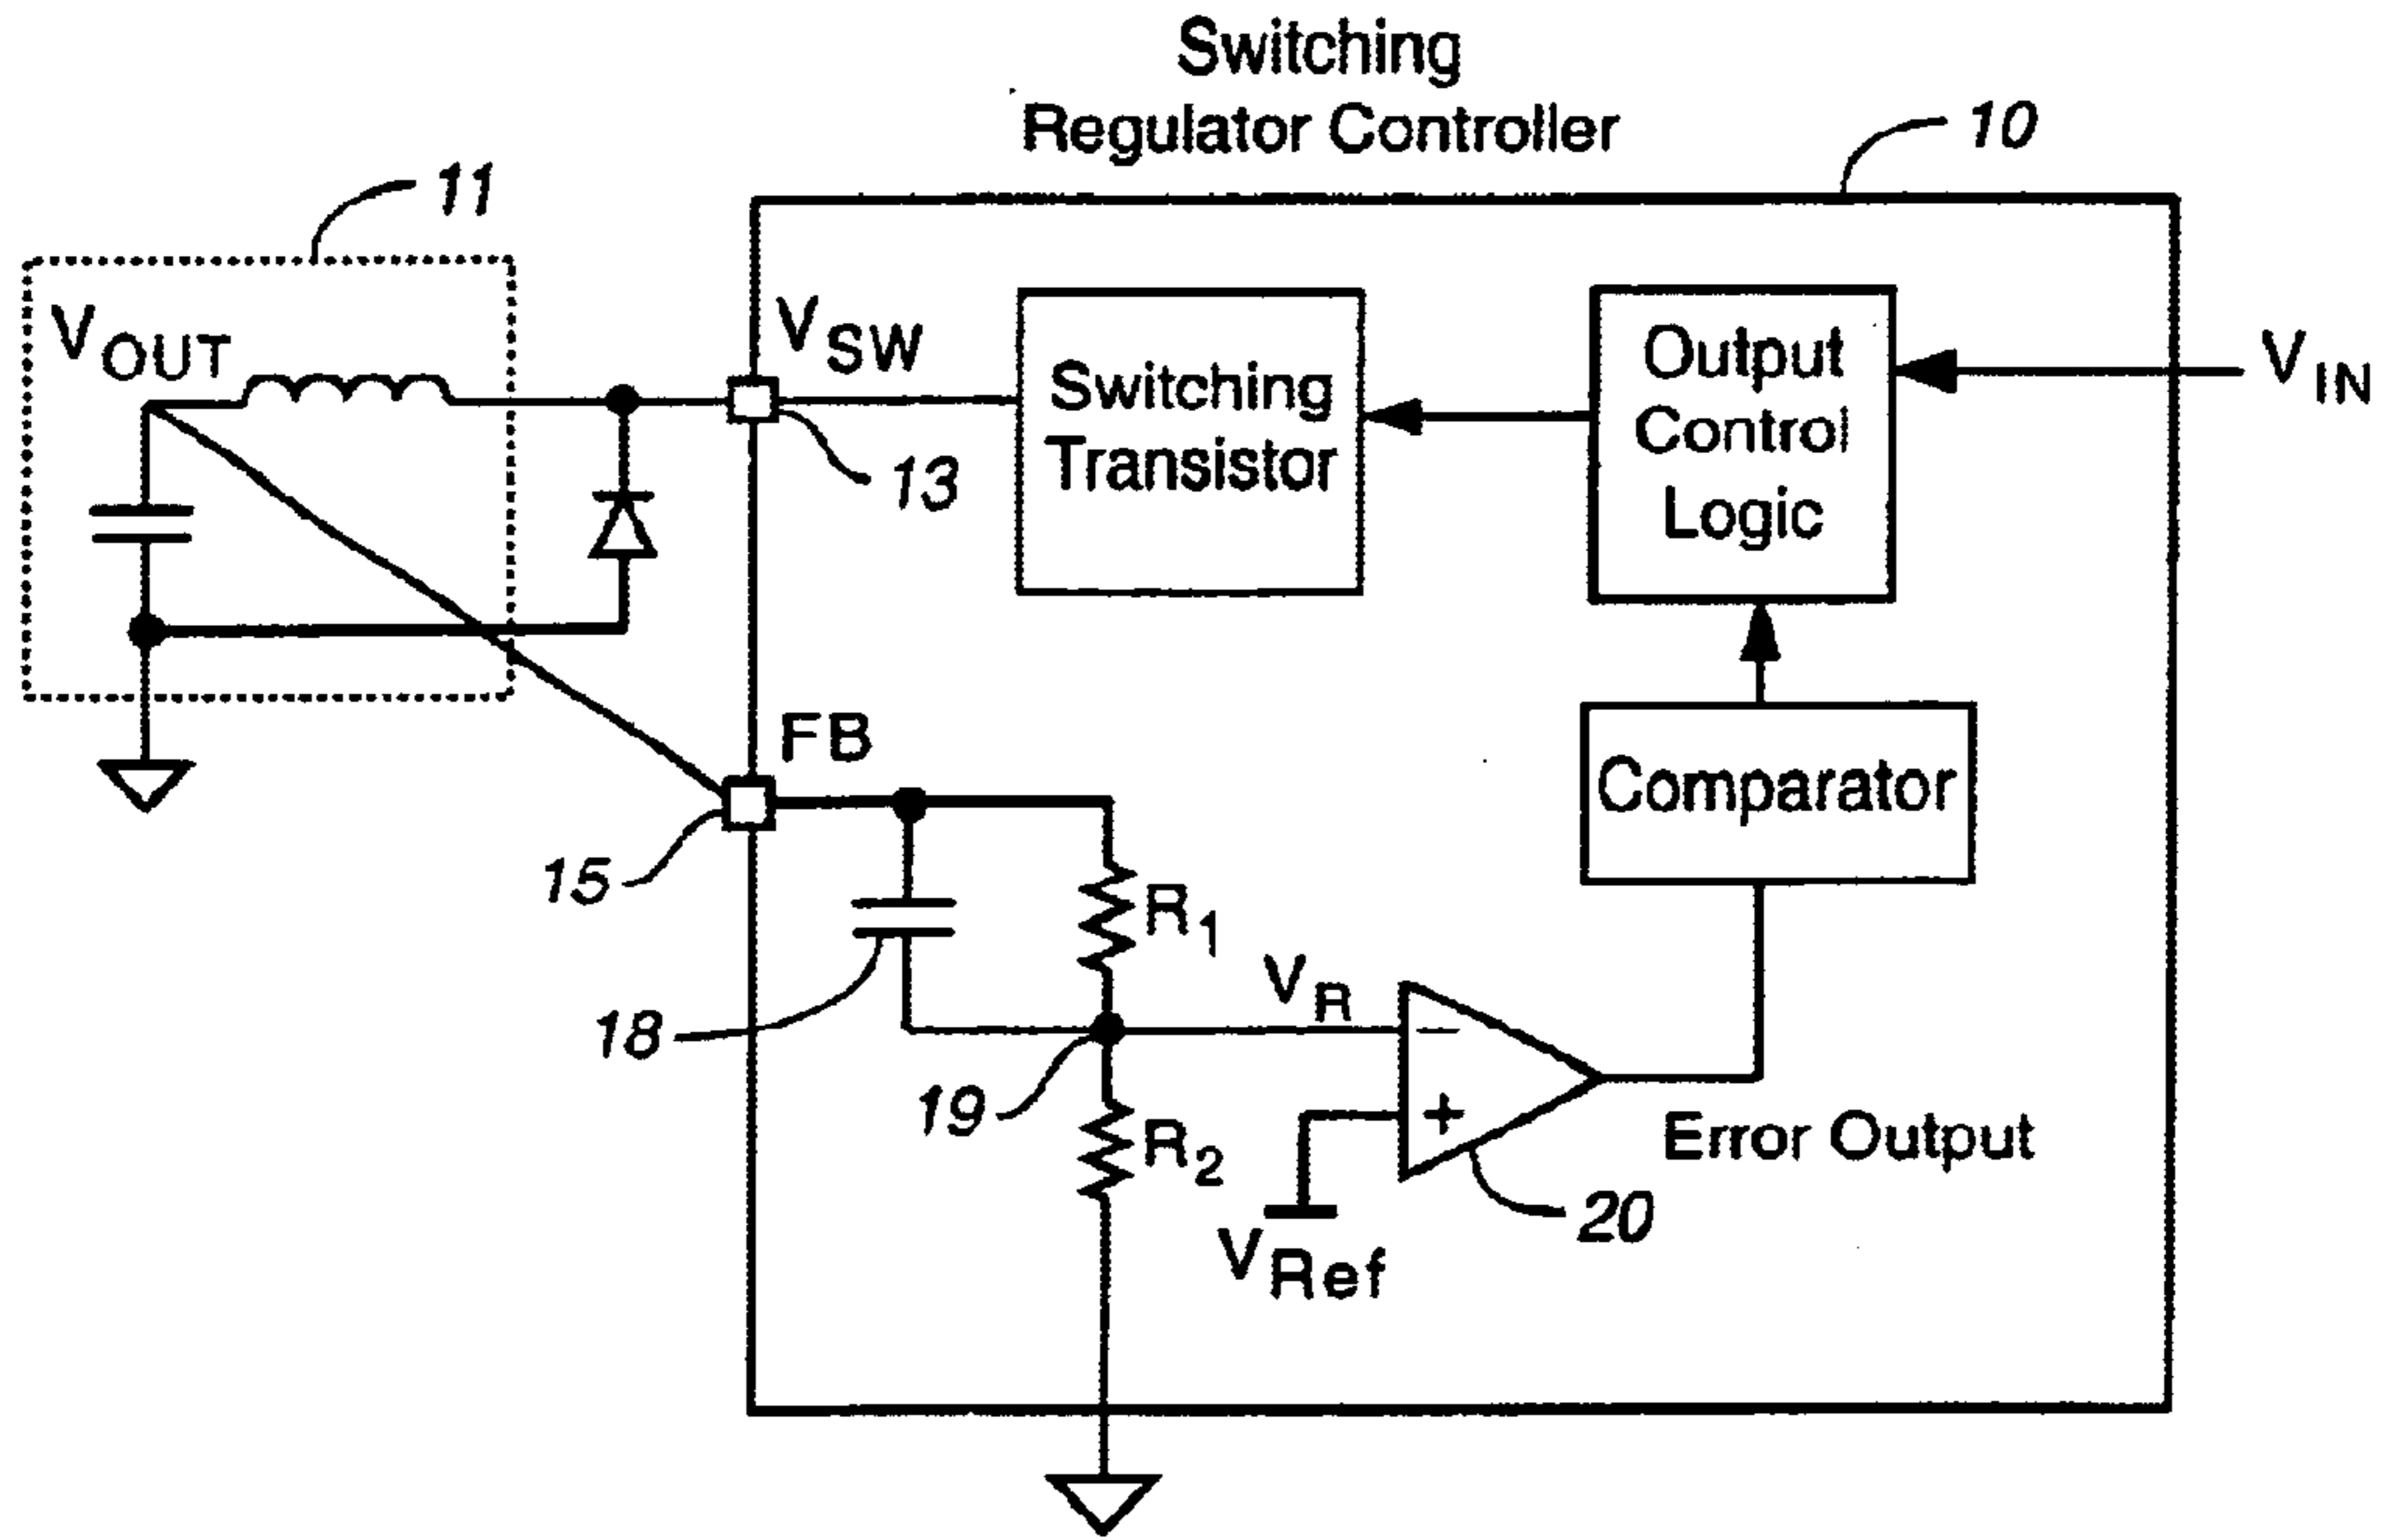 Switching
Regulator Controller
10
11
VOUT
VSW
Switching
Transistor
Output
Control
Logic
VIN
13
FB
Comparator
15
R1
VR
18
19
R2
Error Output
20
VRef